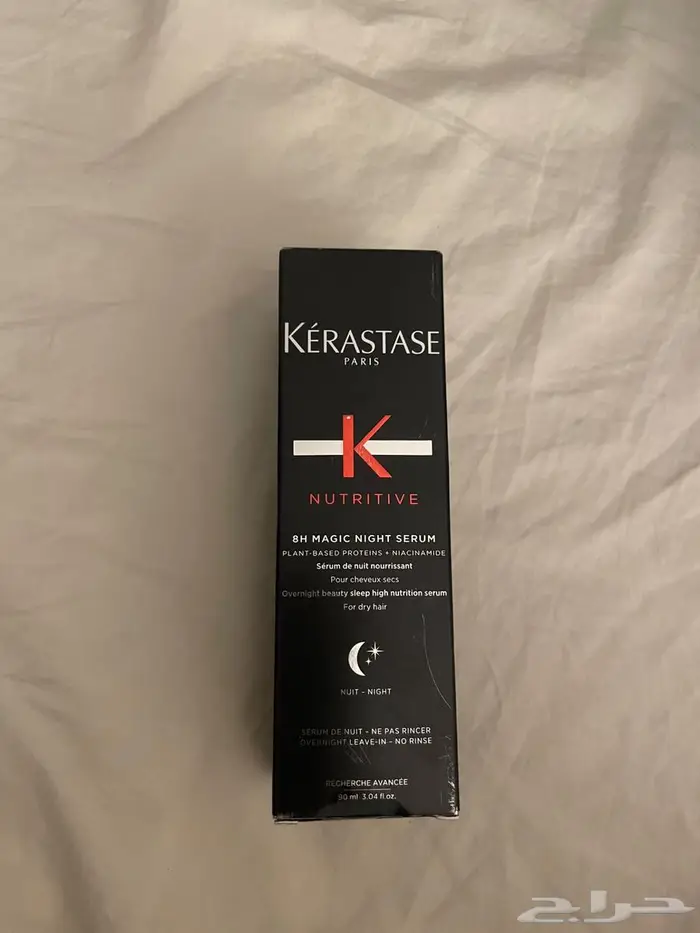 KÉRASTASE
PARIS
K
NUTRITIVE
8H MAGIC NIGHT SERUM
PLANT-BASED PROTEINS + NIACINAMIDE
Sérum de nuit nourrissant
Pour cheveux secs
Overnight beauty sleep high nutrition serum
For dry hair
NUIT - NIGHT
SÉRUM DE NUIT - NE PAS RINCER
OVERNIGHT LEAVE-IN - NO RINSE
RECHERCHE AVANCÉE
90 ml 3.04 fl.oz.
حراج